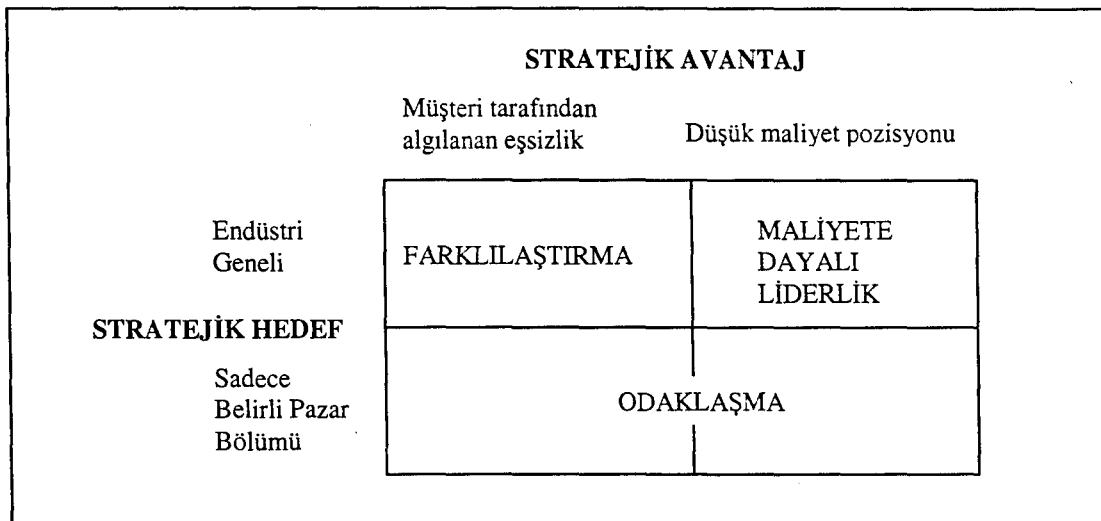 STRATEJİK AVANTAJ
Müşteri tarafından
algılanan eşsizlik
Düşük maliyet pozisyonu
Endüstri
Geneli
FARKLILAŞTIRMA
MALİYETE
DAYALI
LİDERLİK
STRATEJİK HEDEF
Sadece
Belirli Pazar
Bölümü
ODAKLAŞMA